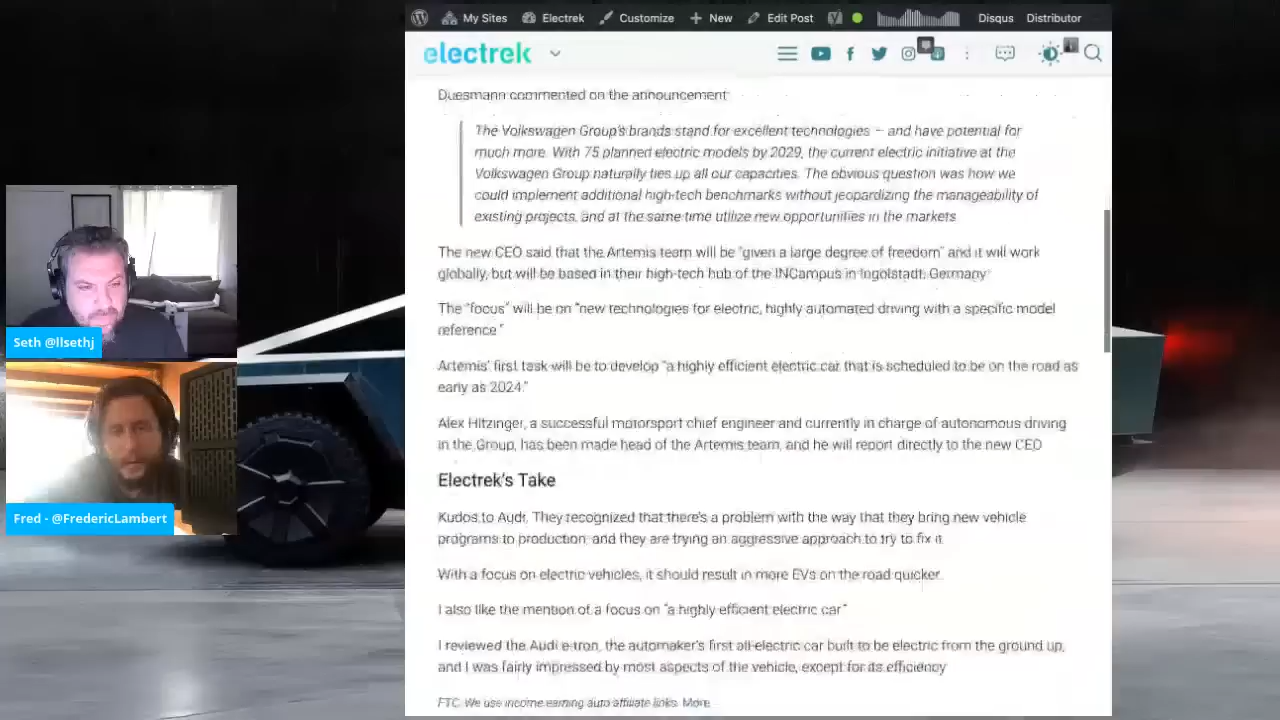 My Sites Electrek Customize New Edit Post Disqus Distributor
electrek
Duesmann commented on the announcement:
The Volkswagen Group's brands stand for excellent technologies – and have potential for
much more. With 75 planned electric models by 2029, the current electric initiative at the
Volkswagen Group naturally ties up all our capacities. The obvious question was how we
could implement additional high-tech benchmarks without jeopardizing the manageability of
existing projects, and at the same time utilize new opportunities in the markets
The new CEO said that the Artemis team will be “given a large degree of freedom” and it will work
globally, but will be based in their high-tech hub of the INCampus in Ingolstadt, Germany
The “focus” will be on “new technologies for electric, highly automated driving with a specific model
reference.”
Artemis' first task will be to develop “a highly efficient electric car that is scheduled to be on the road as
early as 2024.”
Alex Hitzinger, a successful motorsport chief engineer and currently in charge of autonomous driving
in the Group, has been made head of the Artemis team, and he will report directly to the new CEO
Electrek's Take
Kudos to Audi. They recognized that there's a problem with the way that they bring new vehicle
programs to production, and they are trying an aggressive approach to try to fix it.
With a focus on electric vehicles, it should result in more EVs on the road quicker.
I also like the mention of a focus on “a highly efficient electric car”
I reviewed the Audi e-tron, the automaker's first all-electric car built to be electric from the ground up,
and I was fairly impressed by most aspects of the vehicle, except for its efficiency
FTC: We use income earning auto affiliate links. More.
Seth @llsethj
Fred - @FredericLambert